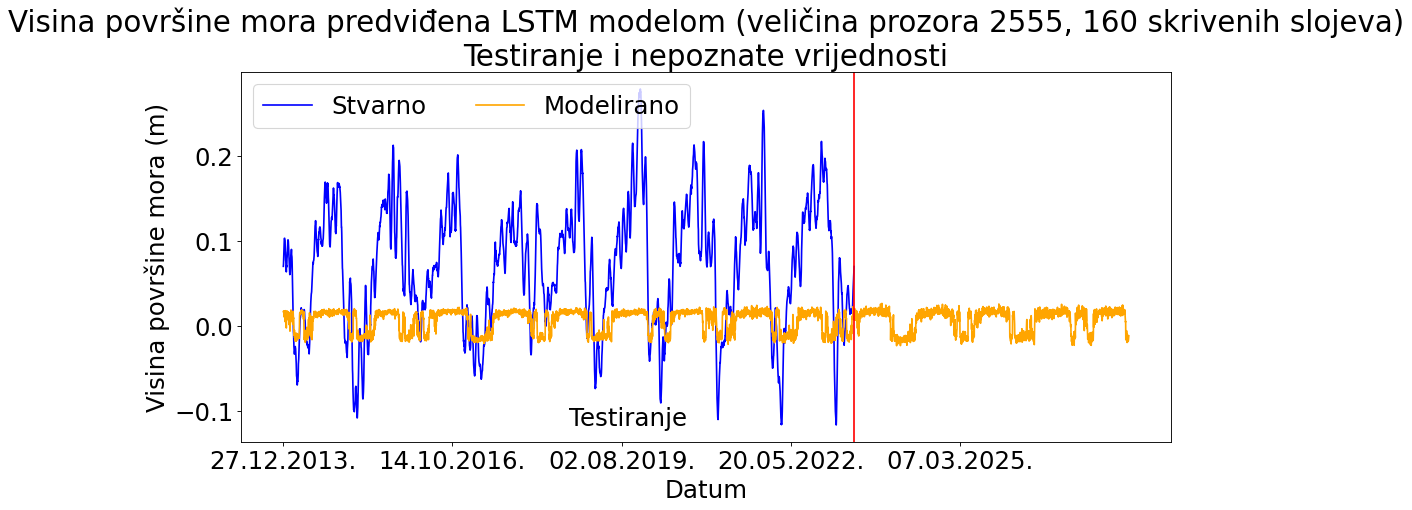 Visina površine mora predviđena LSTM modelom (veličina prozora 2555, 160 skrivenih slojeva)
Testiranje i nepoznate vrijednosti
Stvarno
Modelirano
Visina površine mora (m)
0.2
0.1
0.0
−0.1
Testiranje
27.12.2013.
14.10.2016.
02.08.2019.
20.05.2022.
07.03.2025.
Datum